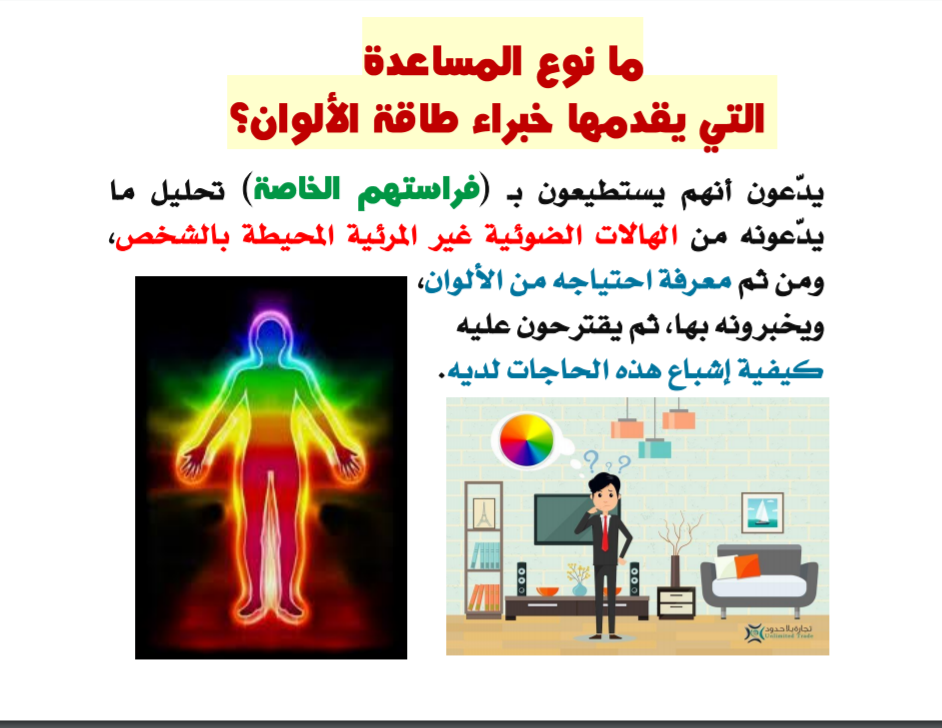 ما نوع المساعدة
التي يقدمها خبراء طاقة الألوان؟
يدّعون أنهم يستطيعون بـ (فراستهم الخاصة) تحليل ما
يدّعونه من الهالات الضوئية غير المرئية المحيطة بالشخص،
ومن ثم معرفة احتياجه من الألوان،
ويخبرونه بها، ثم يقترحون عليه
كيفية إشباع هذه الحاجات لديه.
? ? ?
تجارة بلا حدود
Unlimited Trade